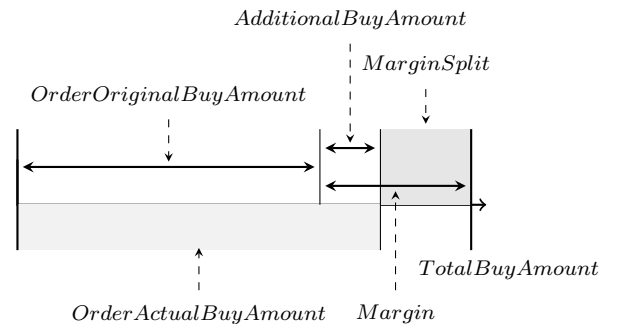 AdditionalBuyAmount
MarginSplit
OrderOriginalBuyAmount
TotalBuyAmount
OrderActualBuyAmount
Margin